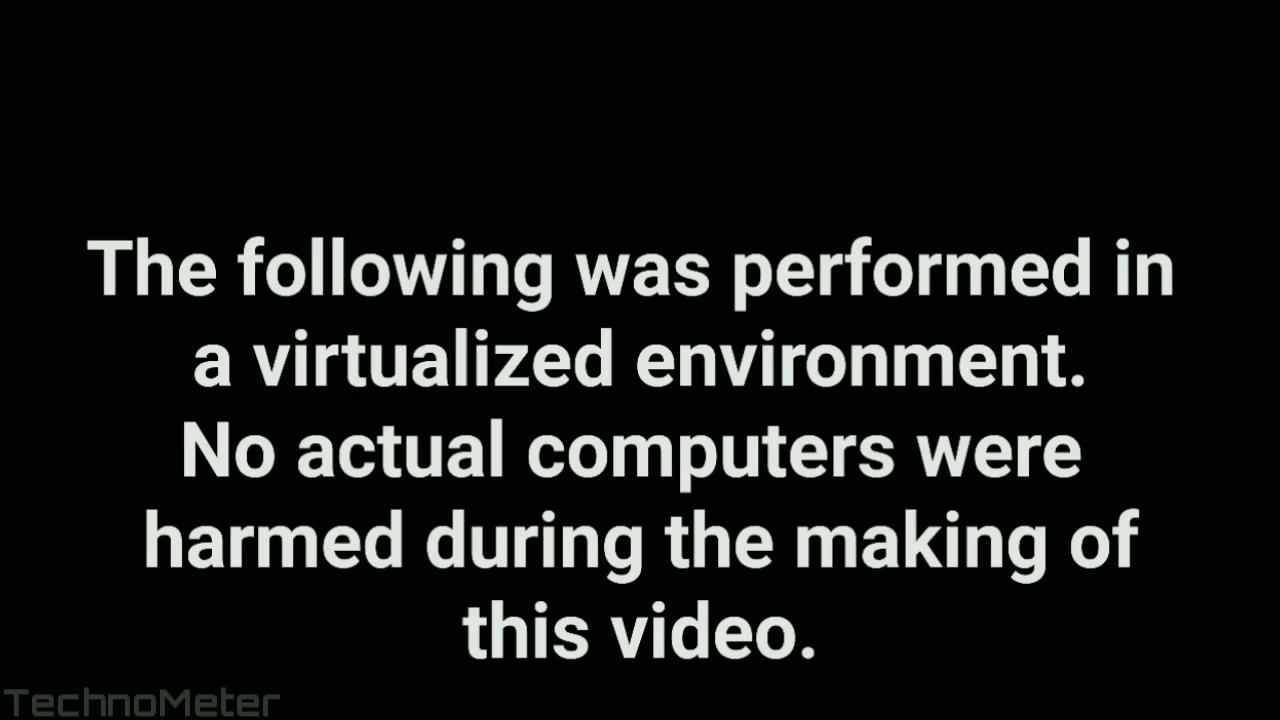 The following was performed in
a virtualized environment.
No actual computers were
harmed during the making of
this video.
TechnoMeter